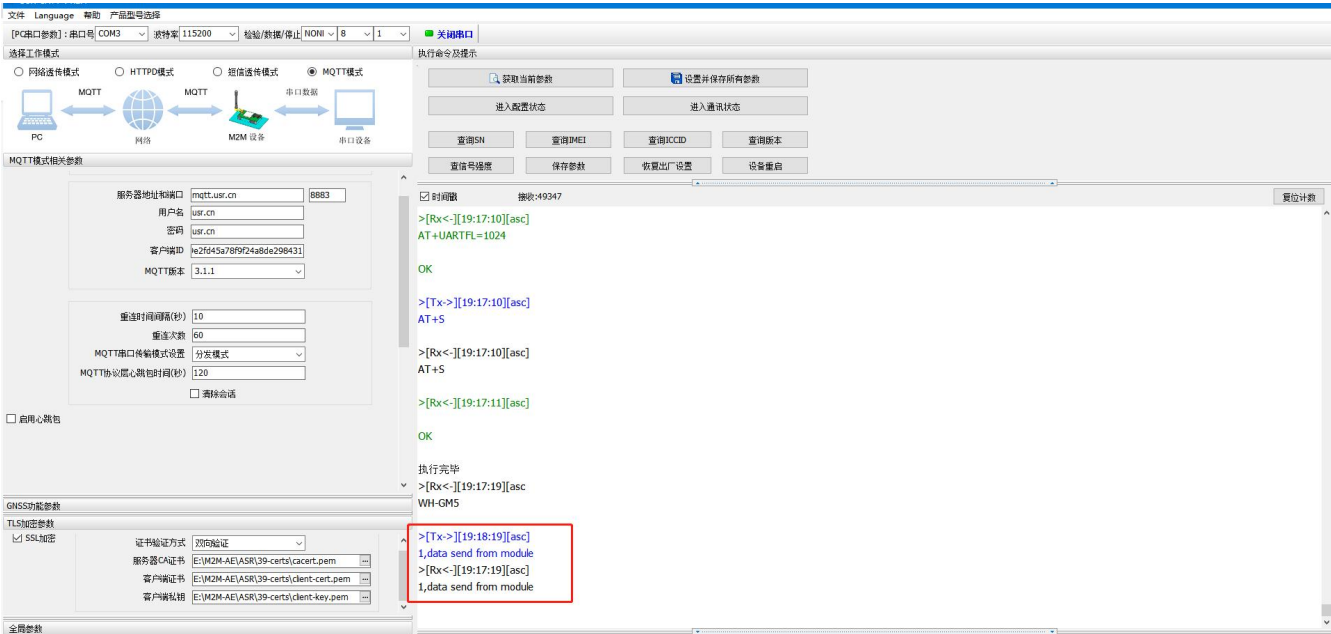 文件 Language 帮助 产品型号选择
[PC串口参数]:串口号 COM3 波特率 115200 检验/数据/停止 NONI 8 1 关闭串口
选择工作模式
网络透传模式 HTTPD模式 短信透传模式 MQTT模式
MQTT MQTT 串口数据
PC 网络 M2M 设备 串口设备
MQTT模式相关参数
服务器地址和端口 mqtt.usr.cn 8883
用户名 usr.cn
密码 usr.cn
客户端ID e2fd45a78f9f24a8de298431
MQTT版本 3.1.1
重连时间间隔(秒) 10
重连次数 60
MQTT串口传输模式设置 分发模式
MQTT协议层心跳包时间(秒) 120
清除会话
启用心跳包
GNSS功能参数
TLS加密参数
SSL加密
证书验证方式 双向验证
服务器CA证书 E:\M2M-AE\ASR\39-certs\cacert.pem ...
客户端证书 E:\M2M-AE\ASR\39-certs\client-cert.pem ...
客户端私钥 E:\M2M-AE\ASR\39-certs\client-key.pem ...
全局参数
执行命令及提示
获取当前参数 设置并保存所有参数
进入配置状态 进入通讯状态
查询SN 查询IMEI 查询ICCID 查询版本
查信号强度 保存参数 恢复出厂设置 设备重启
时间戳 接收:49347 复位计数
>[Rx<-][19:17:10][asc]
AT+UARTFL=1024
OK
>[Tx->][19:17:10][asc]
AT+S
>[Rx<-][19:17:10][asc]
AT+S
>[Rx<-][19:17:11][asc]
OK
执行完毕
>[Rx<-][19:17:19][asc
WH-GM5
>[Tx->][19:18:19][asc]
1,data send from module
>[Rx<-][19:17:19][asc]
1,data send from module